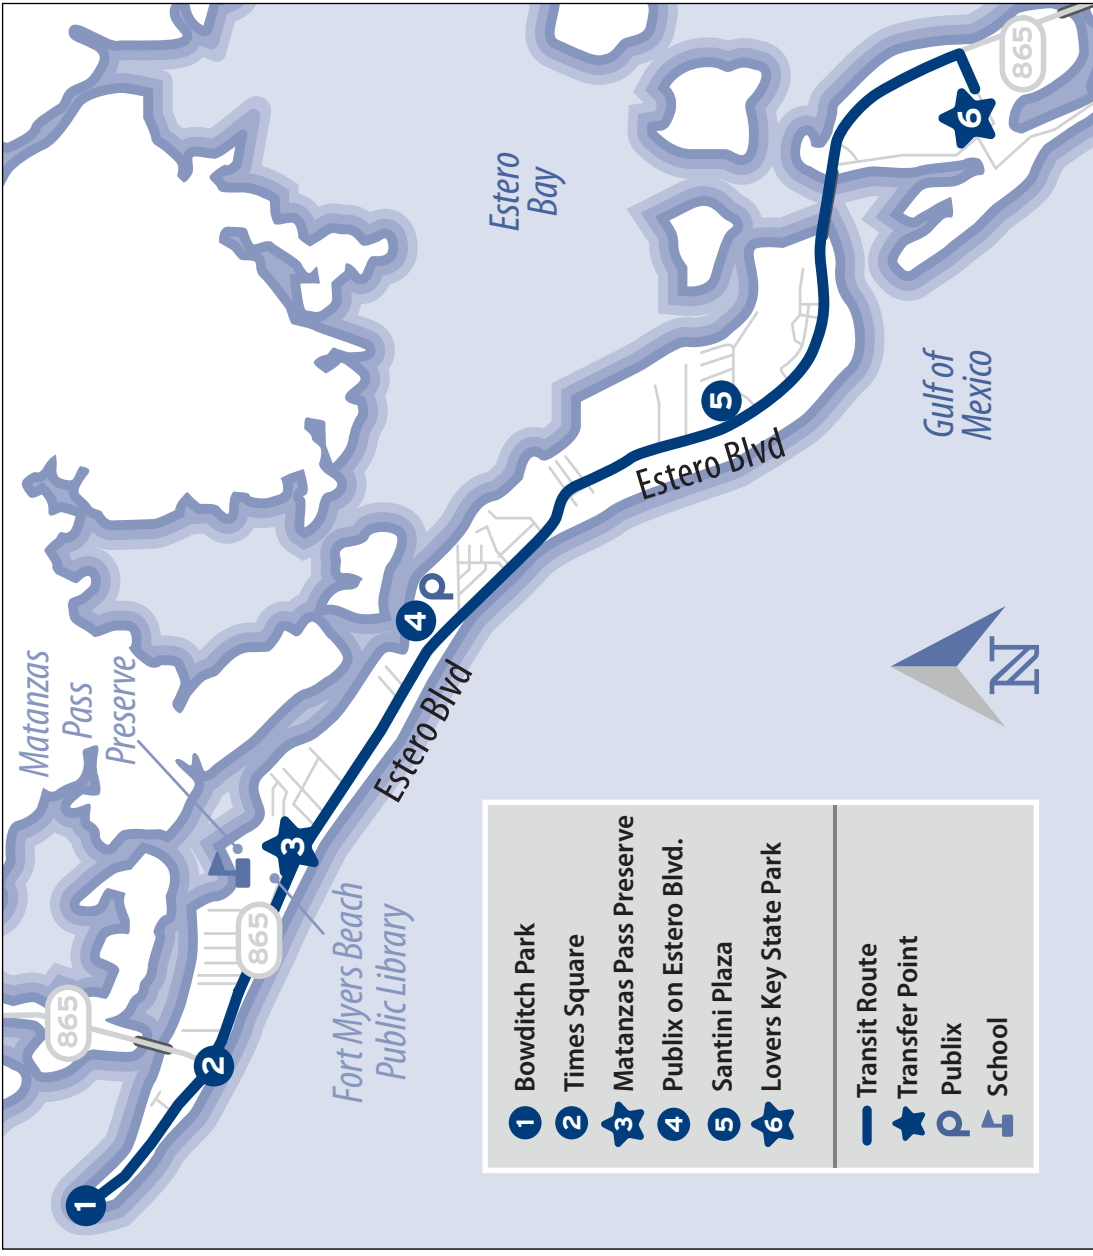 Matanzas
Pass
Preserve
Estero
Bay
865
865
865
Fort Myers Beach
Public Library
Estero Blvd
Estero Blvd
Gulf of
Mexico
1
2
3
4
5
6
N
1 Bowditch Park
2 Times Square
3 Matanzas Pass Preserve
4 Publix on Estero Blvd.
5 Santini Plaza
6 Lovers Key State Park
Transit Route
Transfer Point
p Publix
School